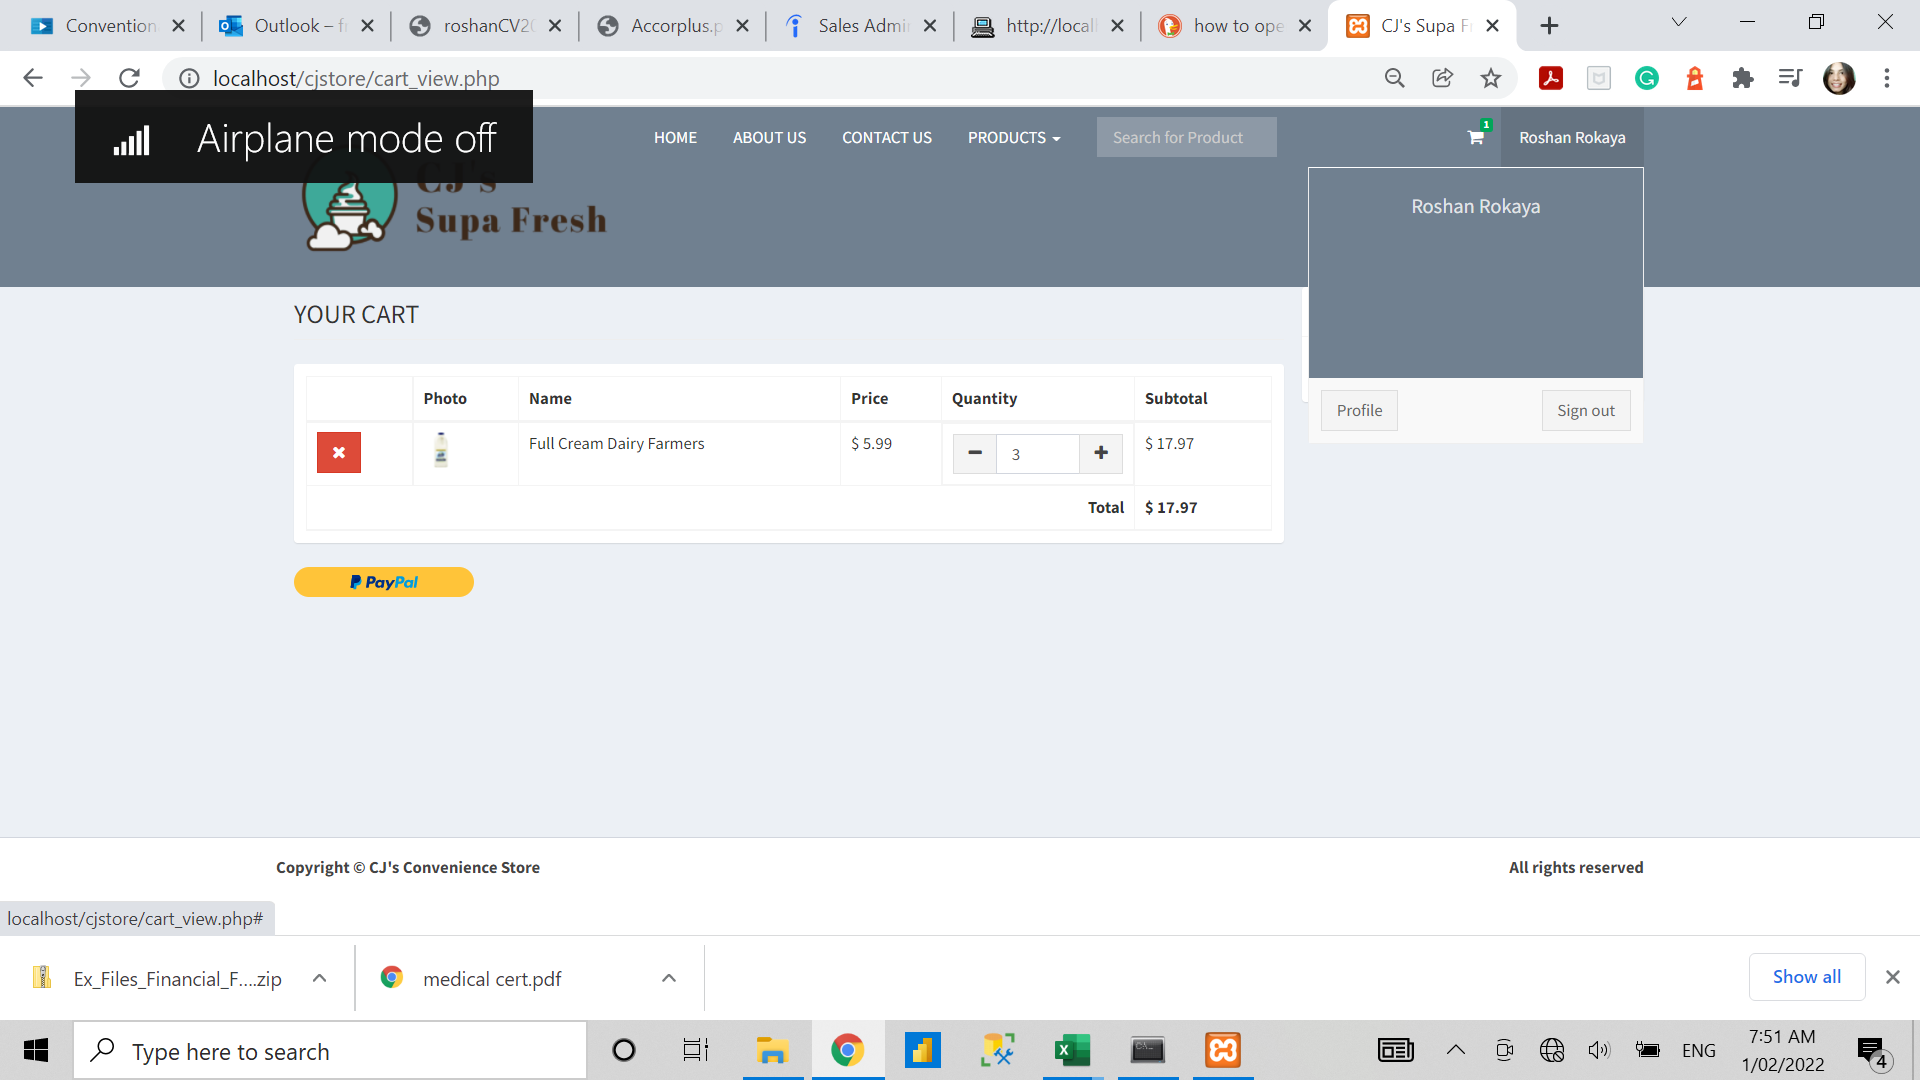 Convention
Outlook – f
roshanCV20
Accorplus.p
Sales Admi
http://locall
how to ope
CJ's Supa F
localhost/cjstore/cart_view.php
Airplane mode off
HOME
ABOUT US
CONTACT US
PRODUCTS
Search for Product
1
Roshan Rokaya
CJ's
Supa Fresh
Roshan Rokaya
Profile
Sign out
YOUR CART
Photo Name Price Quantity Subtotal
Full Cream Dairy Farmers $ 5.99 3 $ 17.97
Total $ 17.97
PayPal
Copyright © CJ's Convenience Store
All rights reserved
localhost/cjstore/cart_view.php#
Ex_Files_Financial_F....zip
medical cert.pdf
Show all
Type here to search
ENG
7:51 AM
1/02/2022
4